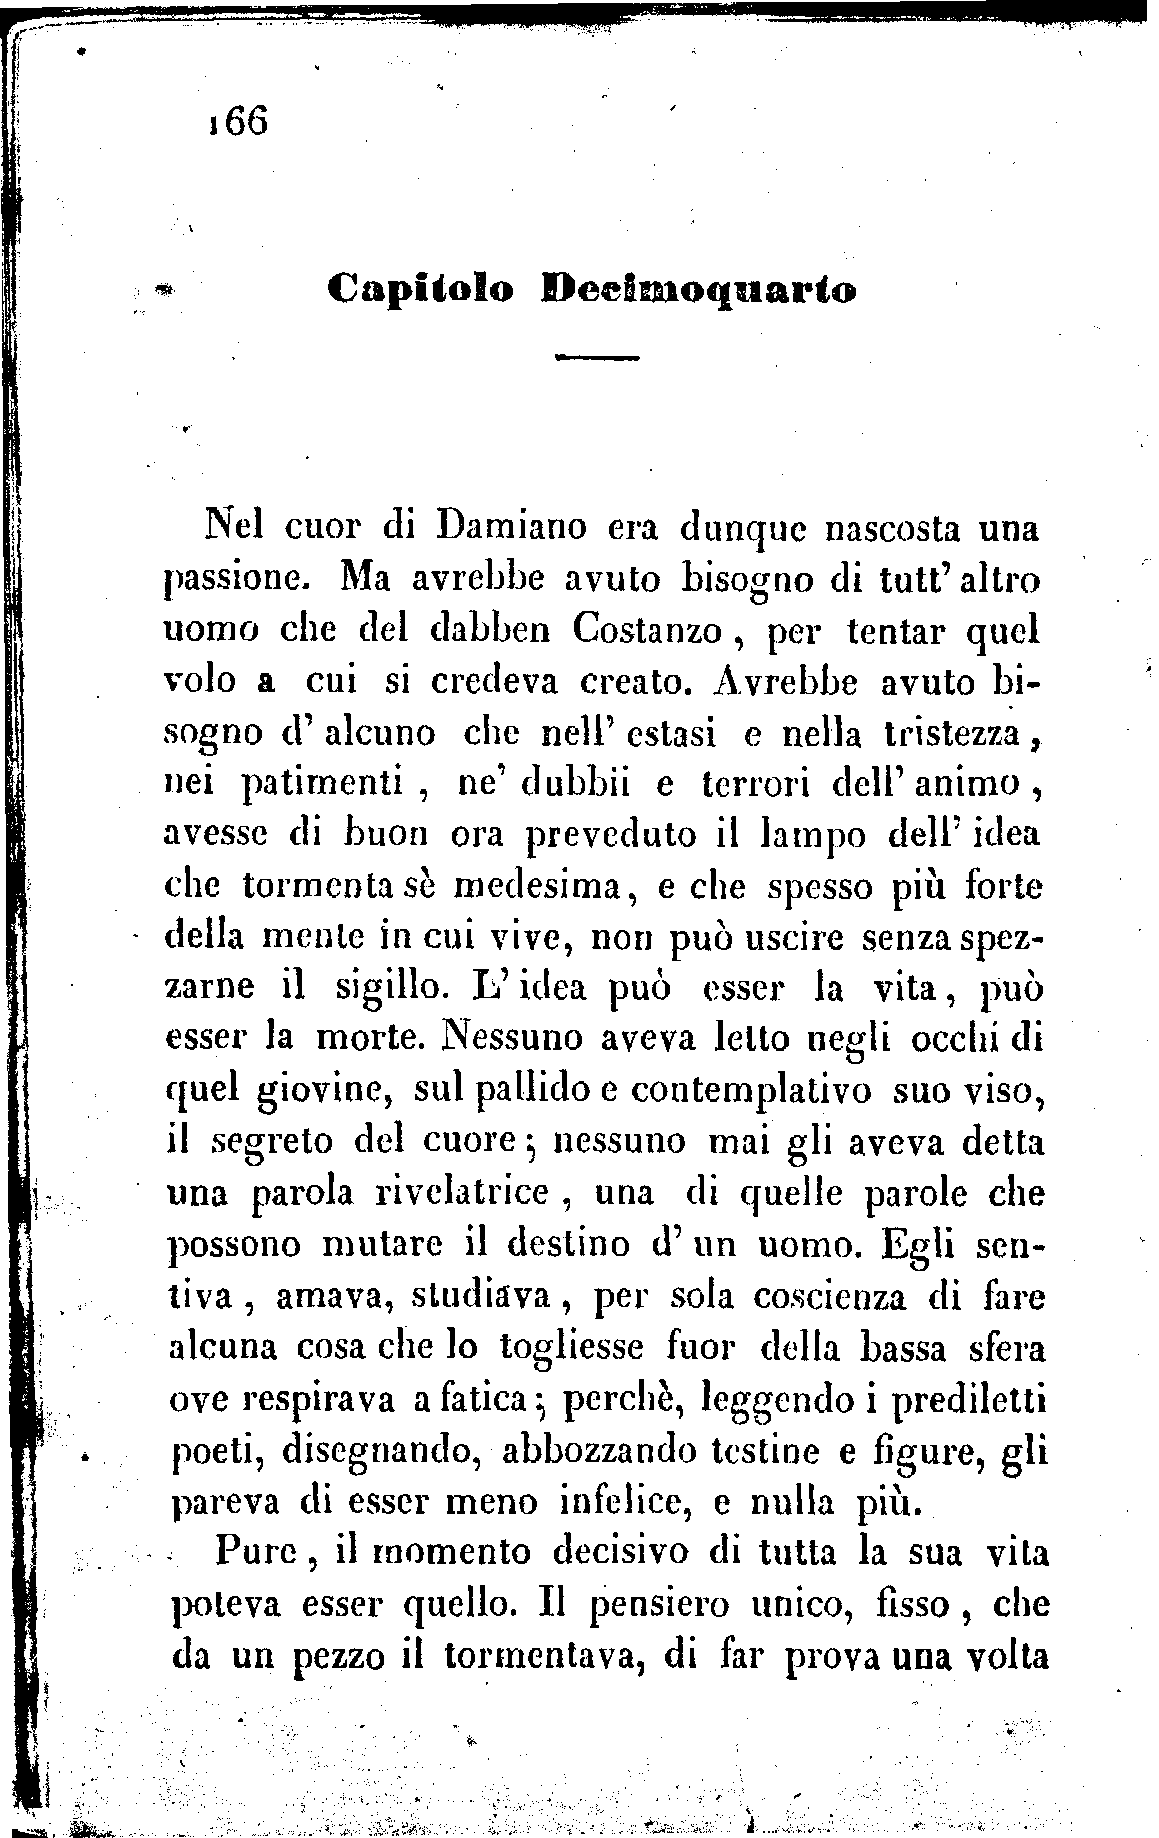 166
Capitolo Decimoquarto
Nel cuor di Damiano era dunque nascosta una
passione. Ma avrebbe avuto bisogno di tutt' altro
uomo che del dabben Costanzo , per tentar quel
volo a cui si credeva creato. Avrebbe avuto bi-
sogno d' alcuno che nell' estasi e nella tristezza ,
nei patimenti , ne' dubbii e terrori dell' animo ,
avesse di buon ora preveduto il lampo dell' idea
che tormenta sè medesima, e che spesso più forte
della mente in cui vive, non può uscire senza spez-
zarne il sigillo. L' idea può esser la vita, può
esser la morte. Nessuno aveva letto negli occhi di
quel giovine, sul pallido e contemplativo suo viso,
il segreto del cuore ; nessuno mai gli aveva detta
una parola rivelatrice , una di quelle parole che
possono mutare il destino d' un uomo. Egli sen-
tiva , amava, studiava , per sola coscienza di fare
alcuna cosa che lo togliesse fuor della bassa sfera
ove respirava a fatica ; perchè, leggendo i prediletti
poeti, disegnando, abbozzando testine e figure, gli
pareva di esser meno infelice, e nulla più.
Pure , il momento decisivo di tutta la sua vita
poteva esser quello. Il pensiero unico, fisso , che
da un pezzo il tormentava, di far prova una volta